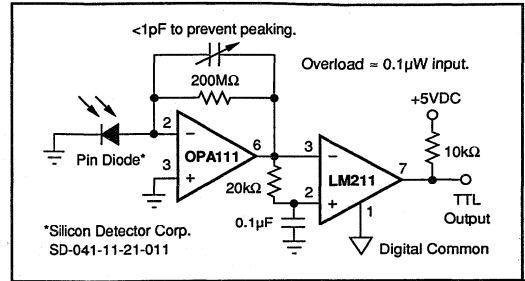 <1pF to prevent peaking.
200MΩ
Overload ≈ 0.1µW input.
+5VDC
2
−
OPA111
6
3
+
Pin Diode*
3
−
LM211
7
10kΩ
20kΩ
2
+
1
TTL
Output
0.1µF
*Silicon Detector Corp.
SD-041-11-21-011
Digital Common